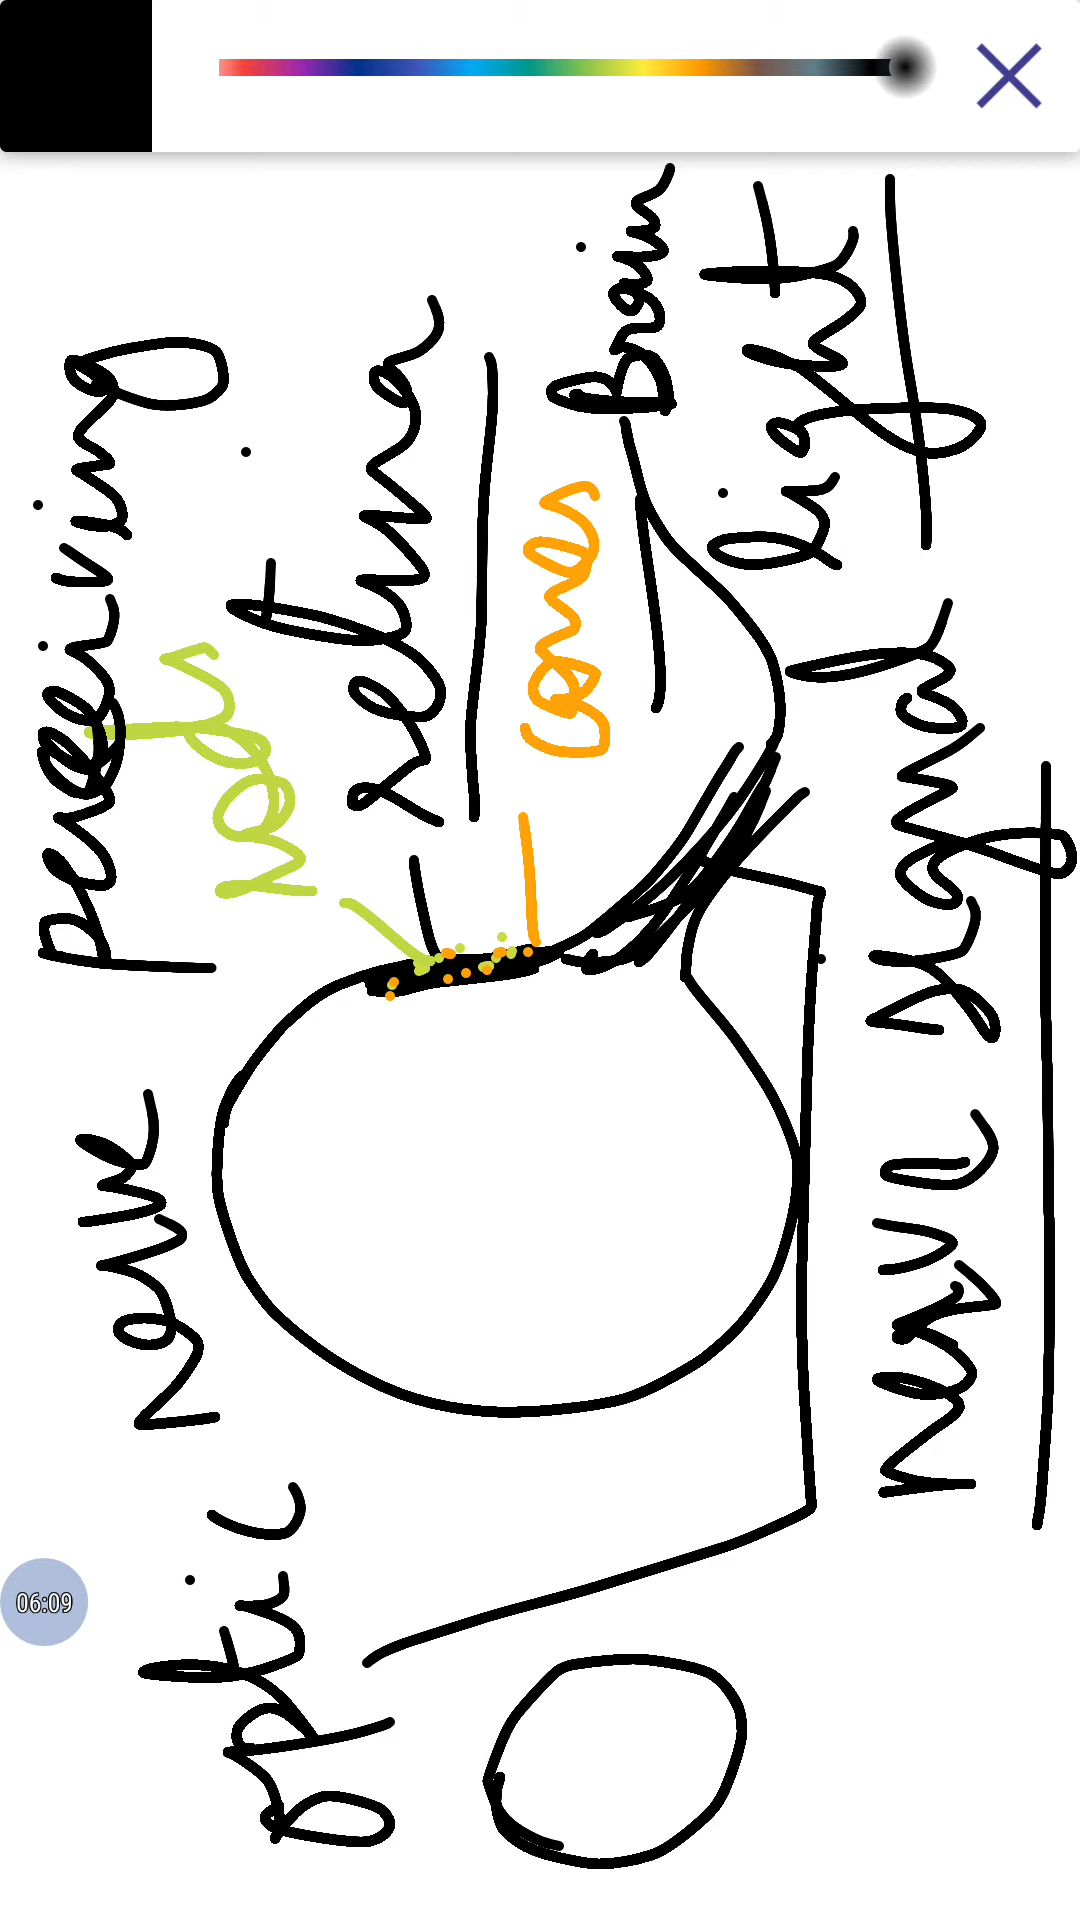 Optic Nerve perceiving
rods
retina
Cones
Brain
light
Nerve Signal
06:09